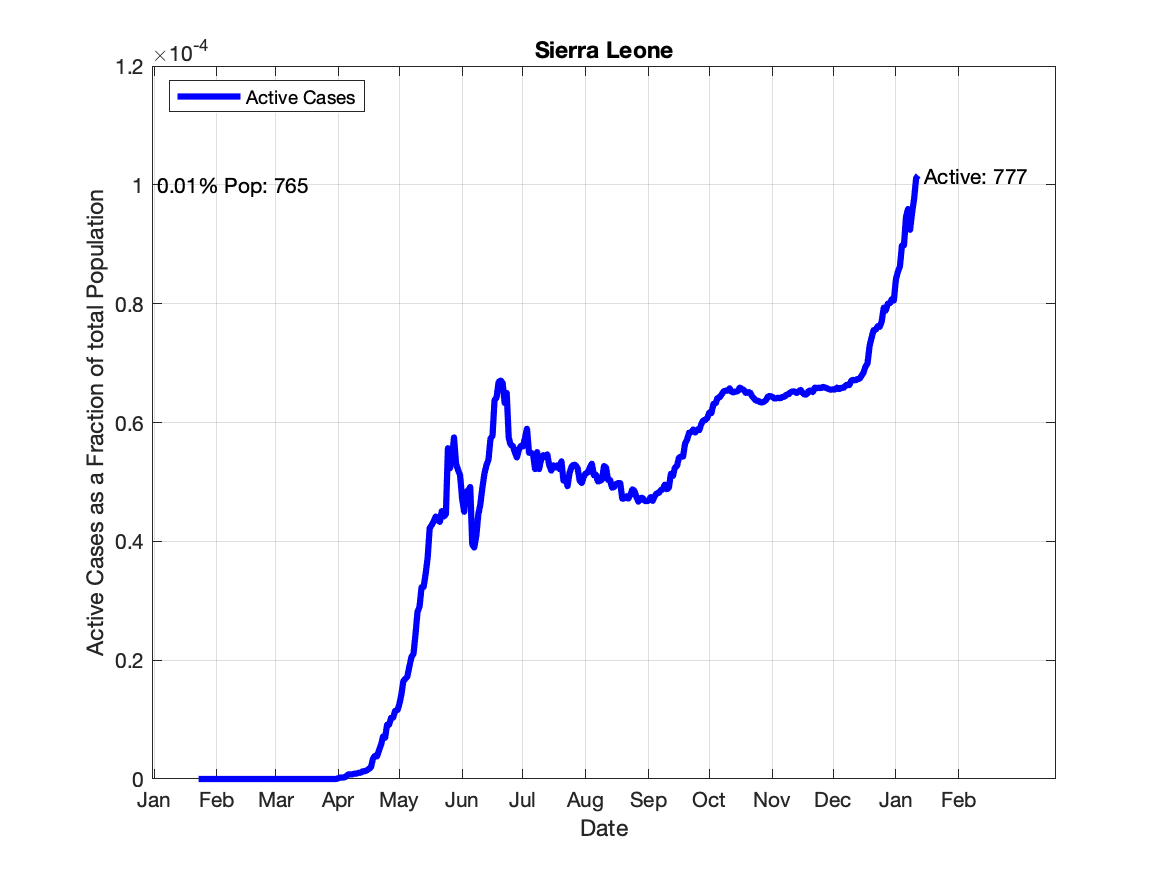 Sierra Leone
×10-4
1.2
1
0.8
0.6
0.4
0.2
0
Active Cases
0.01% Pop: 765
Active: 777
Active Cases as a Fraction of total Population
Jan Feb Mar Apr May Jun Jul Aug Sep Oct Nov Dec Jan Feb
Date